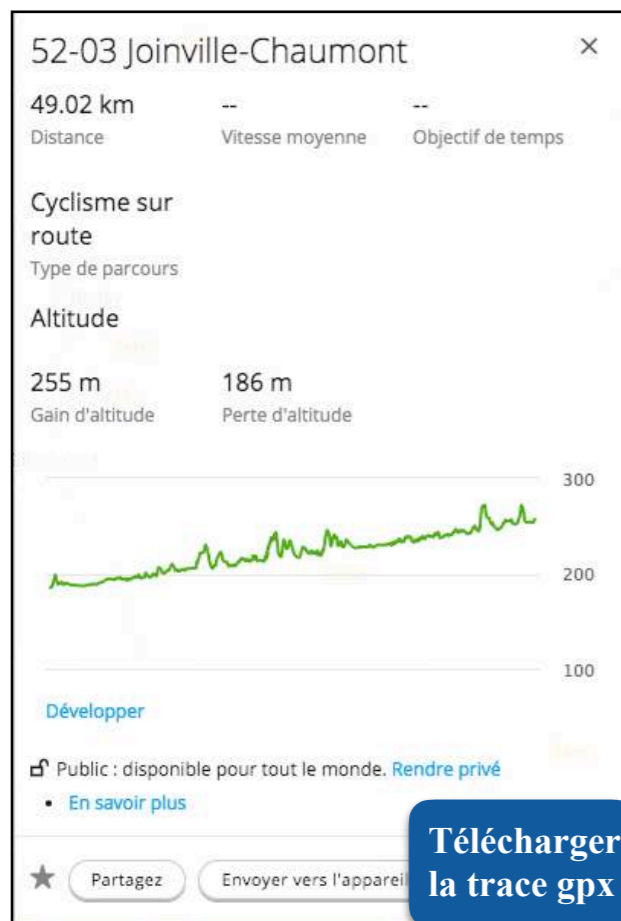 52-03 Joinville-Chaumont ×
49.02 km -- --
Distance Vitesse moyenne Objectif de temps
Cyclisme sur
route
Type de parcours
Altitude
255 m 186 m
Gain d'altitude Perte d'altitude
300
200
100
Développer
Public : disponible pour tout le monde. Rendre privé
• En savoir plus
Partagez Envoyer vers l'appareil
Télécharger
la trace gpx